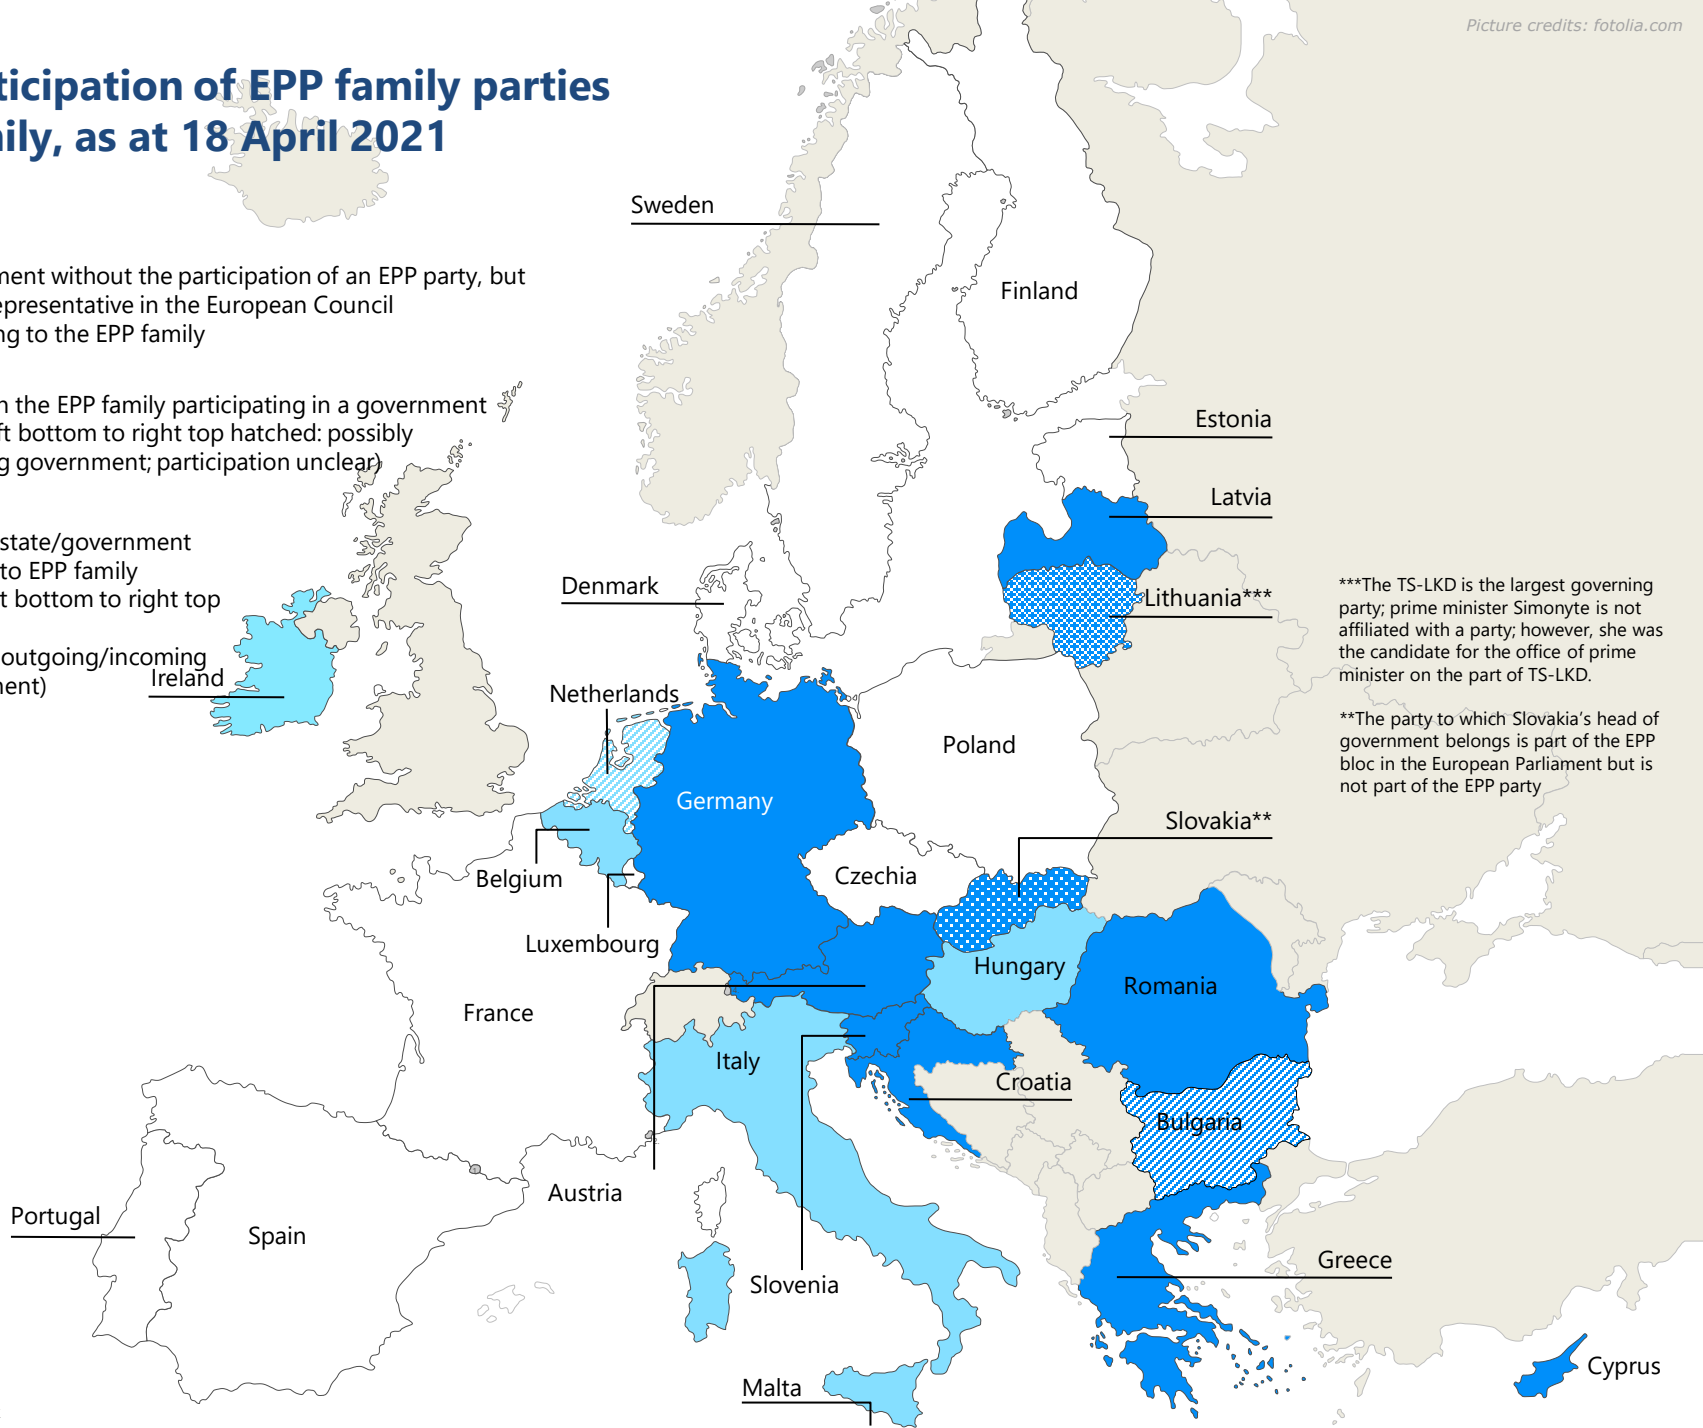 Picture credits: fotolia.com
ticipation of EPP family parties
ily, as at 18 April 2021
Sweden
ment without the participation of an EPP party, but
epresentative in the European Council
ng to the EPP family
Finland
n the EPP family participating in a government
ft bottom to right top hatched: possibly
g government; participation unclear)
Estonia
Latvia
state/government
to EPP family
t bottom to right top
outgoing/incoming
ment)
Denmark
Lithuania***
***The TS-LKD is the largest governing
party; prime minister Simonyte is not
affiliated with a party; however, she was
the candidate for the office of prime
minister on the part of TS-LKD.
Ireland
Netherlands
**The party to which Slovakia’s head of
government belongs is part of the EPP
bloc in the European Parliament but is
not part of the EPP party
Poland
Germany
Slovakia**
Belgium
Czechia
Luxembourg
Hungary
Romania
France
Italy
Croatia
Bulgaria
Austria
Portugal
Spain
Slovenia
Greece
Malta
Cyprus